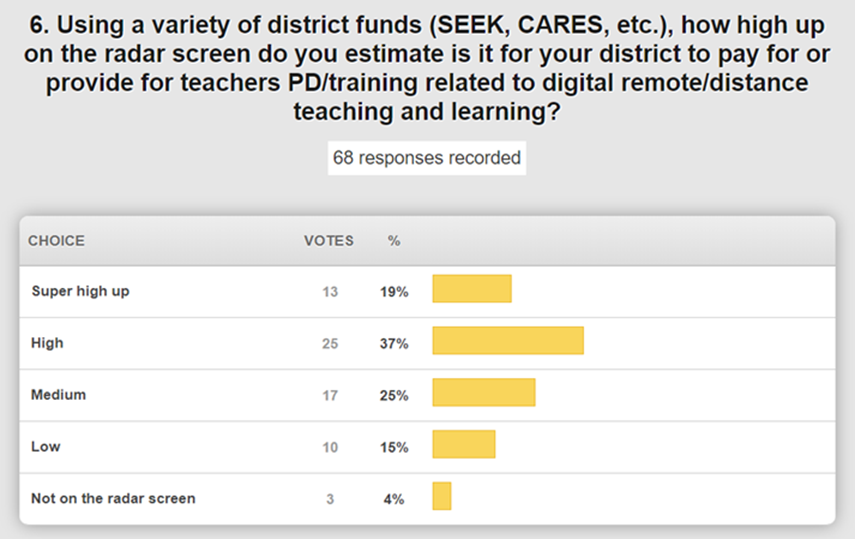 6. Using a variety of district funds (SEEK, CARES, etc.), how high up
on the radar screen do you estimate is it for your district to pay for or
provide for teachers PD/training related to digital remote/distance
teaching and learning?
68 responses recorded
CHOICE VOTES %
Super high up 13 19%
High 25 37%
Medium 17 25%
Low 10 15%
Not on the radar screen 3 4%